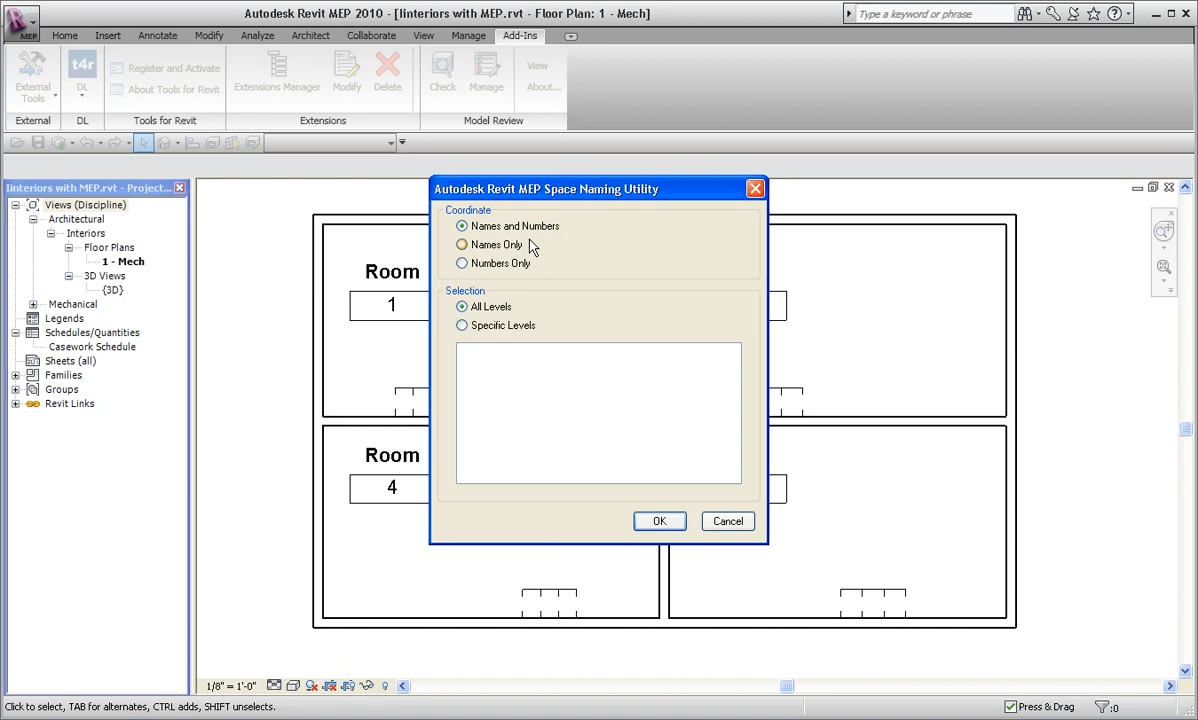 Autodesk Revit MEP 2010 - [Iinteriors with MEP.rvt - Floor Plan: 1 - Mech]
Type a keyword or phrase
MEP
Home Insert Annotate Modify Analyze Architect Collaborate View Manage Add-Ins
External Tools
t4r
DL
Register and Activate
About Tools for Revit
Extensions Manager
Modify
Delete
Check
Manage
View
About...
External DL Tools for Revit Extensions Model Review
Iinteriors with MEP.rvt - Project...
Views (Discipline)
Architectural
Interiors
Floor Plans
1 - Mech
3D Views
{3D}
Mechanical
Legends
Schedules/Quantities
Casework Schedule
Sheets (all)
Families
Groups
Revit Links
Room
1
Room
4
Autodesk Revit MEP Space Naming Utility
Coordinate
Names and Numbers
Names Only
Numbers Only
Selection
All Levels
Specific Levels
OK Cancel
1/8" = 1'-0"
Click to select, TAB for alternates, CTRL adds, SHIFT unselects.
Press & Drag
:0